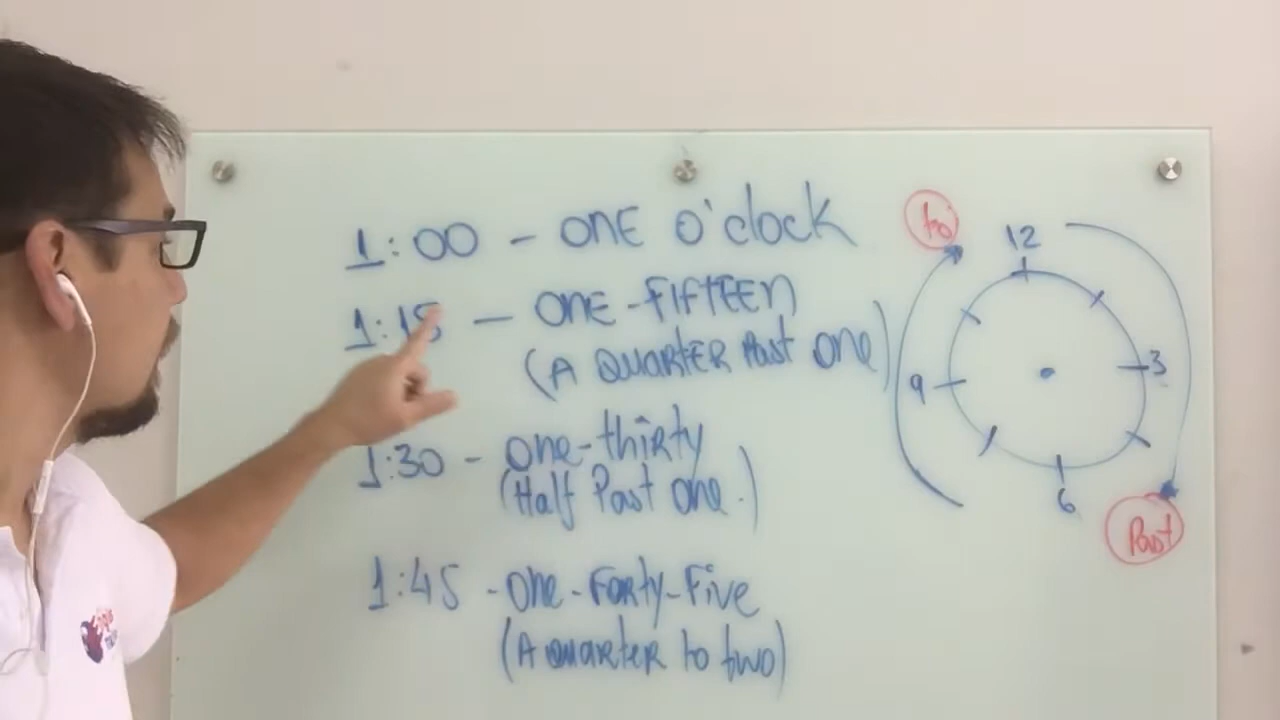 1:00 - ONE o'clock
1:15 - ONE-FIFTEEN
(A QUARTER Past ONE)
1:30 - one-thirty
(Half Past one.)
1:45 - One-Forty-Five
(A quarter to two)
to
12
3
9
6
Past